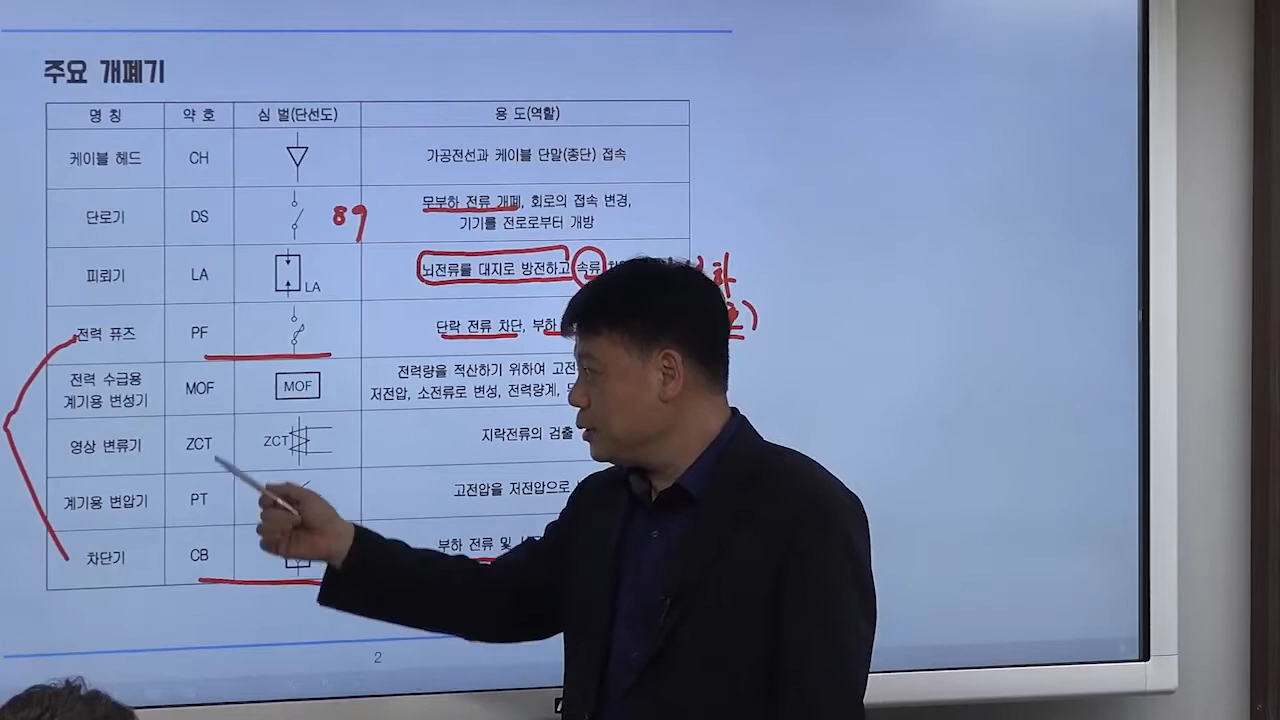 주요 개폐기
명 칭 약 호 심 벌(단선도) 용 도(역할)
케이블 헤드 CH 가공전선과 케이블 단말(종단) 접속
단로기 DS 89 무부하 전류 개폐, 회로의 접속 변경,
기기를 전로로부터 개방
피뢰기 LA LA 뇌전류를 대지로 방전하고 속류
전력 퓨즈 PF 단락 전류 차단, 부하
전력 수급용
계기용 변성기 MOF MOF 전력량을 적산하기 위하여
저전압, 소전류로 변성, 전력량계,
영상 변류기 ZCT ZCT 지락전류의 검출
계기용 변압기 PT 고전압을 저전압으로
차단기 CB 부하 전류 및
2